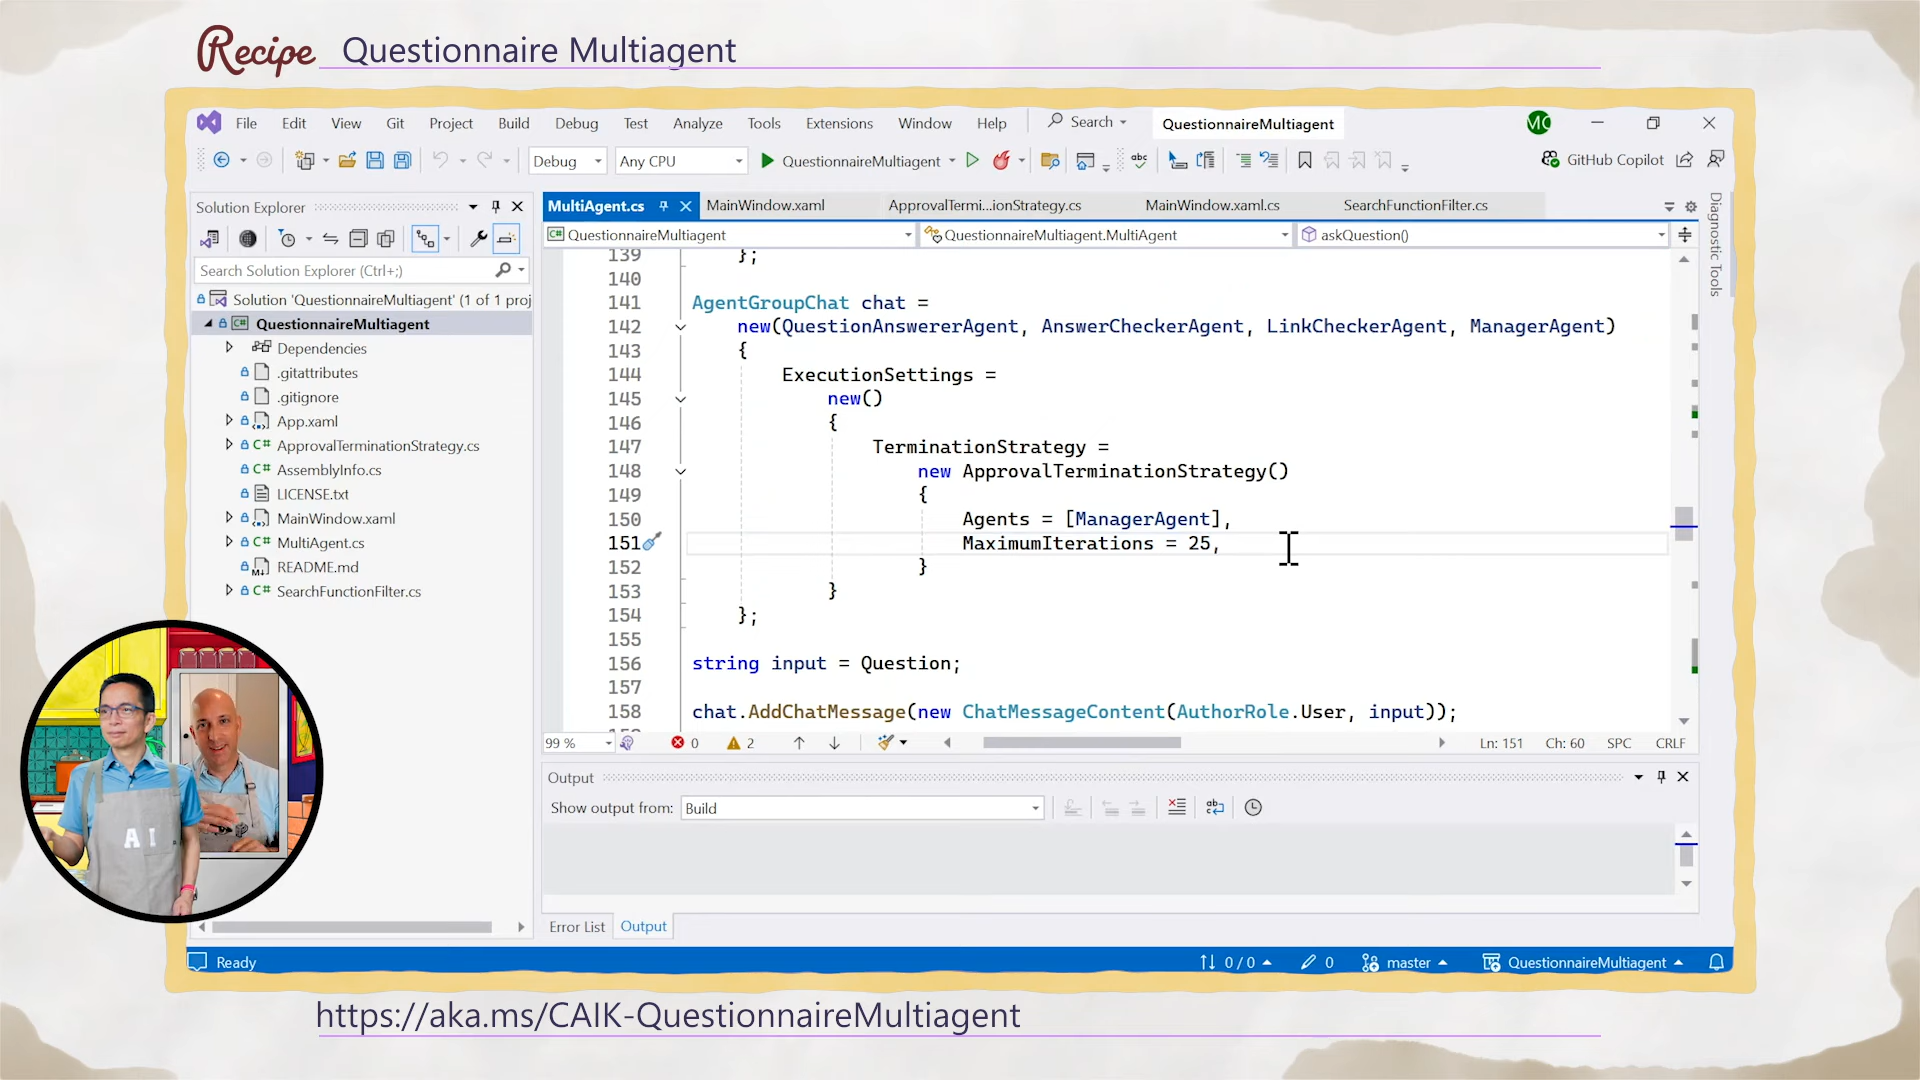 Recipe Questionnaire Multiagent
File Edit View Git Project Build Debug Test Analyze Tools Extensions Window Help Search QuestionnaireMultiagent MC
Debug Any CPU QuestionnaireMultiagent GitHub Copilot
Solution Explorer
Search Solution Explorer (Ctrl+;)
Solution 'QuestionnaireMultiagent' (1 of 1 proj
QuestionnaireMultiagent
Dependencies
.gitattributes
.gitignore
App.xaml
C# ApprovalTerminationStrategy.cs
C# AssemblyInfo.cs
LICENSE.txt
MainWindow.xaml
C# MultiAgent.cs
README.md
C# SearchFunctionFilter.cs
MultiAgent.cs MainWindow.xaml ApprovalTermi...ionStrategy.cs MainWindow.xaml.cs SearchFunctionFilter.cs
QuestionnaireMultiagent QuestionnaireMultiagent.MultiAgent askQuestion()
139 };
140
141 AgentGroupChat chat =
142 new(QuestionAnswererAgent, AnswerCheckerAgent, LinkCheckerAgent, ManagerAgent)
143 {
144 ExecutionSettings =
145 new()
146 {
147 TerminationStrategy =
148 new ApprovalTerminationStrategy()
149 {
150 Agents = [ManagerAgent],
151 MaximumIterations = 25,
152 }
153 }
154 };
155
156 string input = Question;
157
158 chat.AddChatMessage(new ChatMessageContent(AuthorRole.User, input));
99 % 0 2 Ln: 151 Ch: 60 SPC CRLF
Output
Show output from: Build
Error List Output
Diagnostic Tools
AI
Ready 0 / 0 0 master QuestionnaireMultiagent
https://aka.ms/CAIK-QuestionnaireMultiagent